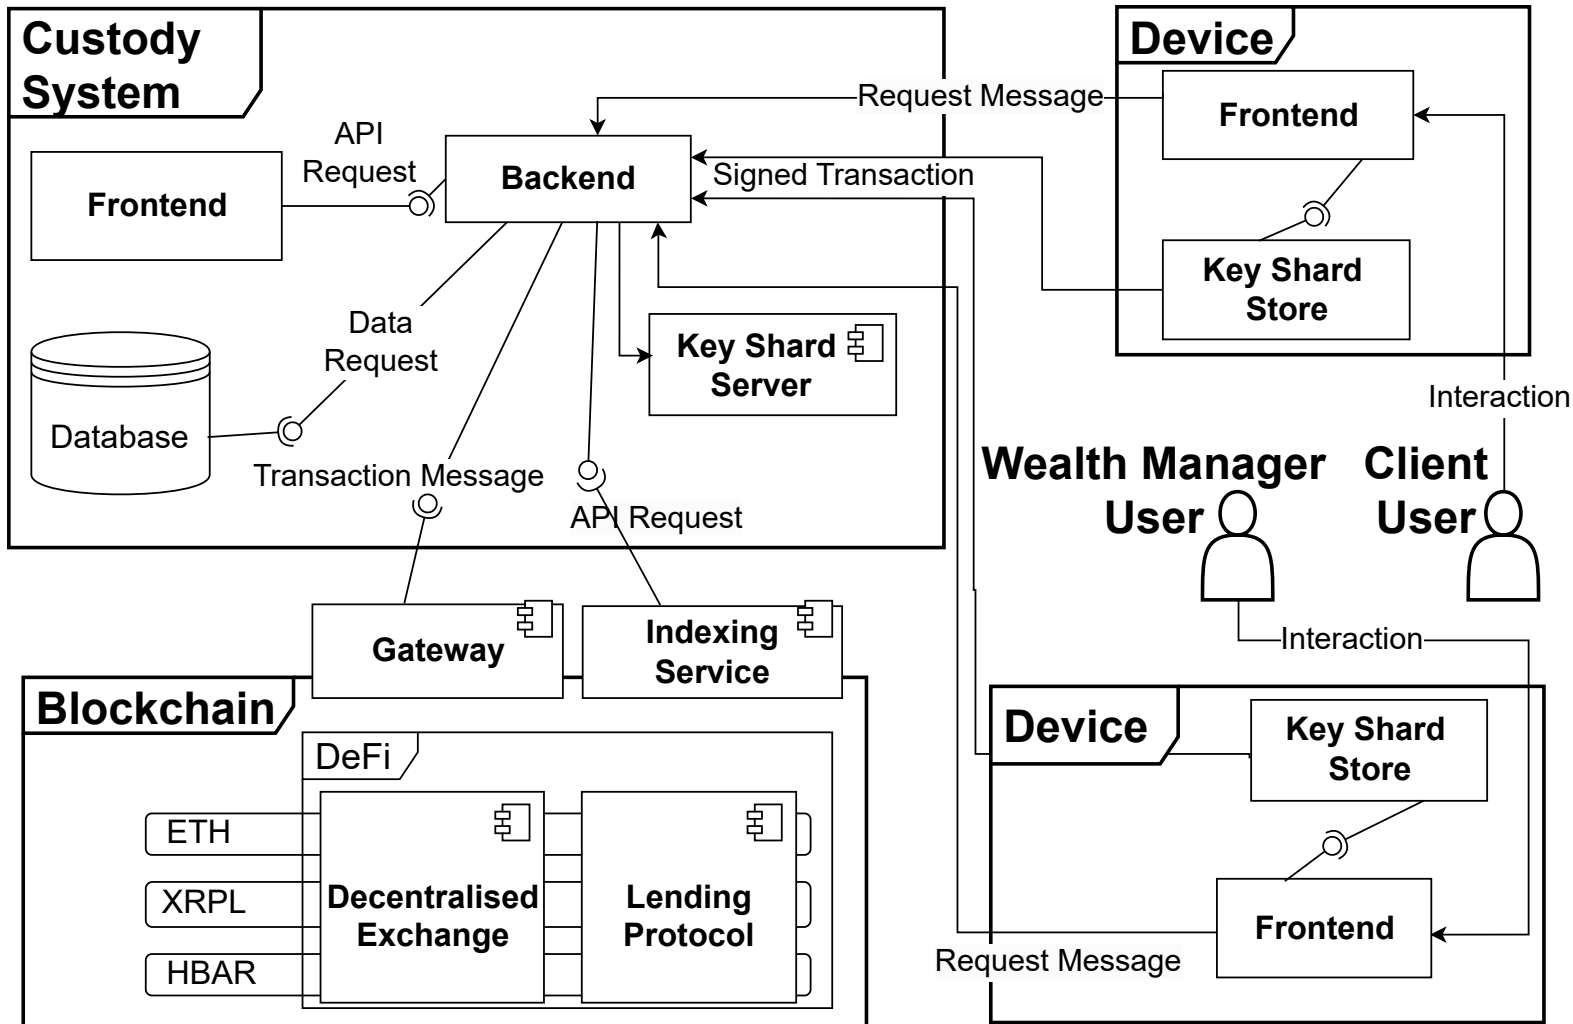 Custody
System
Device
Request Message
Frontend
API
Request
Backend
Signed Transaction
Frontend
Key Shard
Store
Data
Request
Key Shard
Server
Database
Interaction
Transaction Message
API Request
Wealth Manager
User
Client
User
Gateway
Indexing
Service
Interaction
Blockchain
DeFi
Device
Key Shard
Store
ETH
XRPL
HBAR
Decentralised
Exchange
Lending
Protocol
Frontend
Request Message